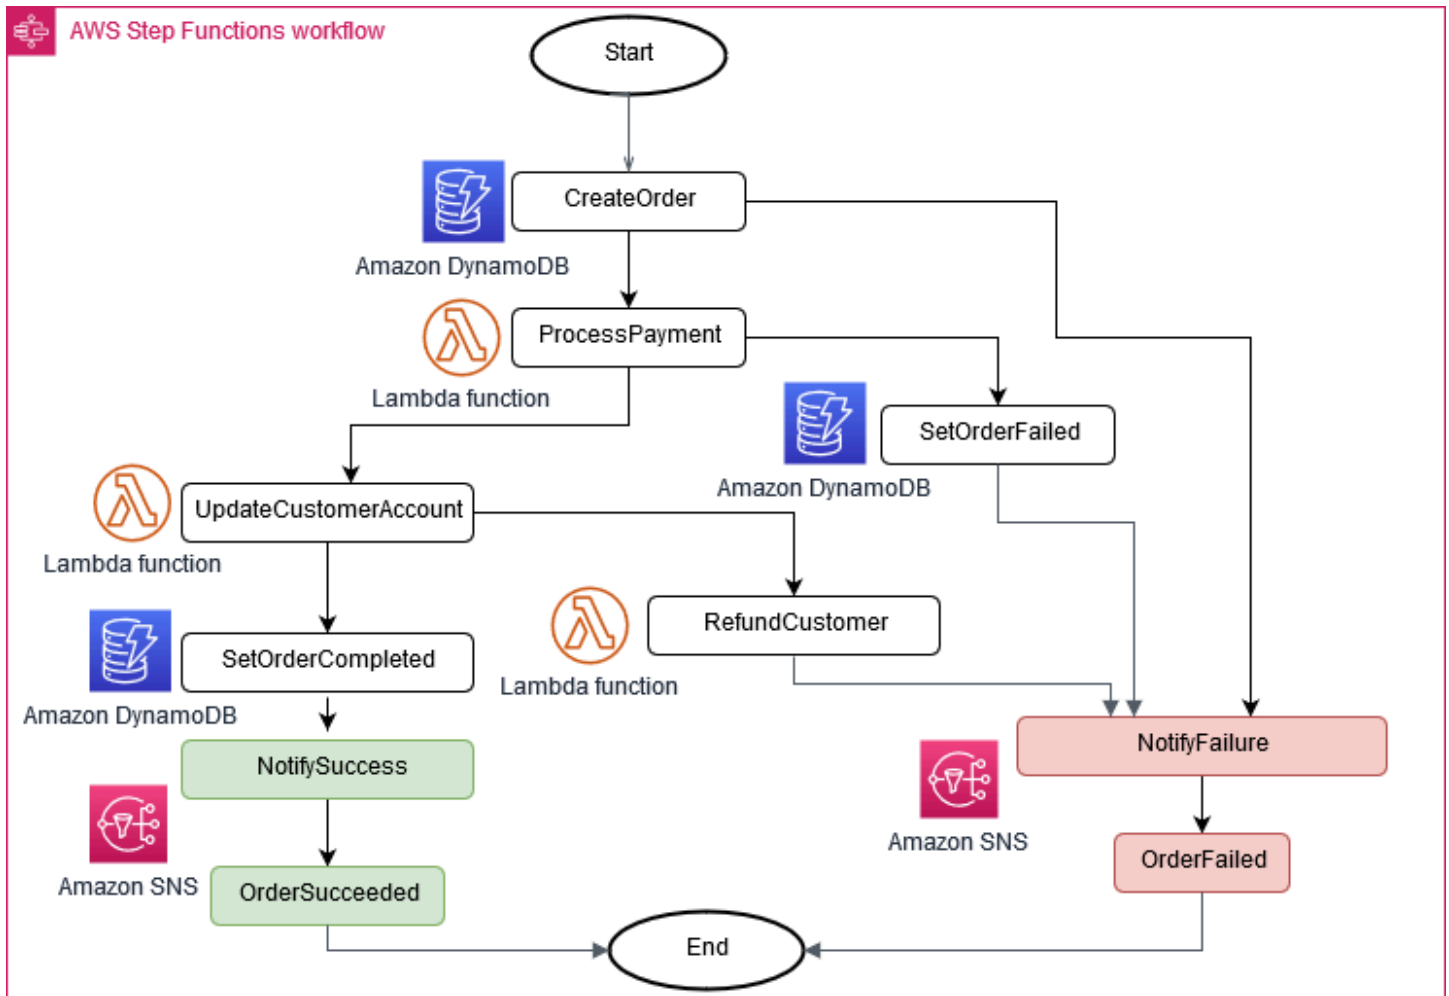 AWS Step Functions workflow
Start
CreateOrder
Amazon DynamoDB
ProcessPayment
Lambda function
SetOrderFailed
Amazon DynamoDB
UpdateCustomerAccount
Lambda function
RefundCustomer
Lambda function
SetOrderCompleted
Amazon DynamoDB
NotifyFailure
NotifySuccess
Amazon SNS
OrderFailed
Amazon SNS
OrderSucceeded
End